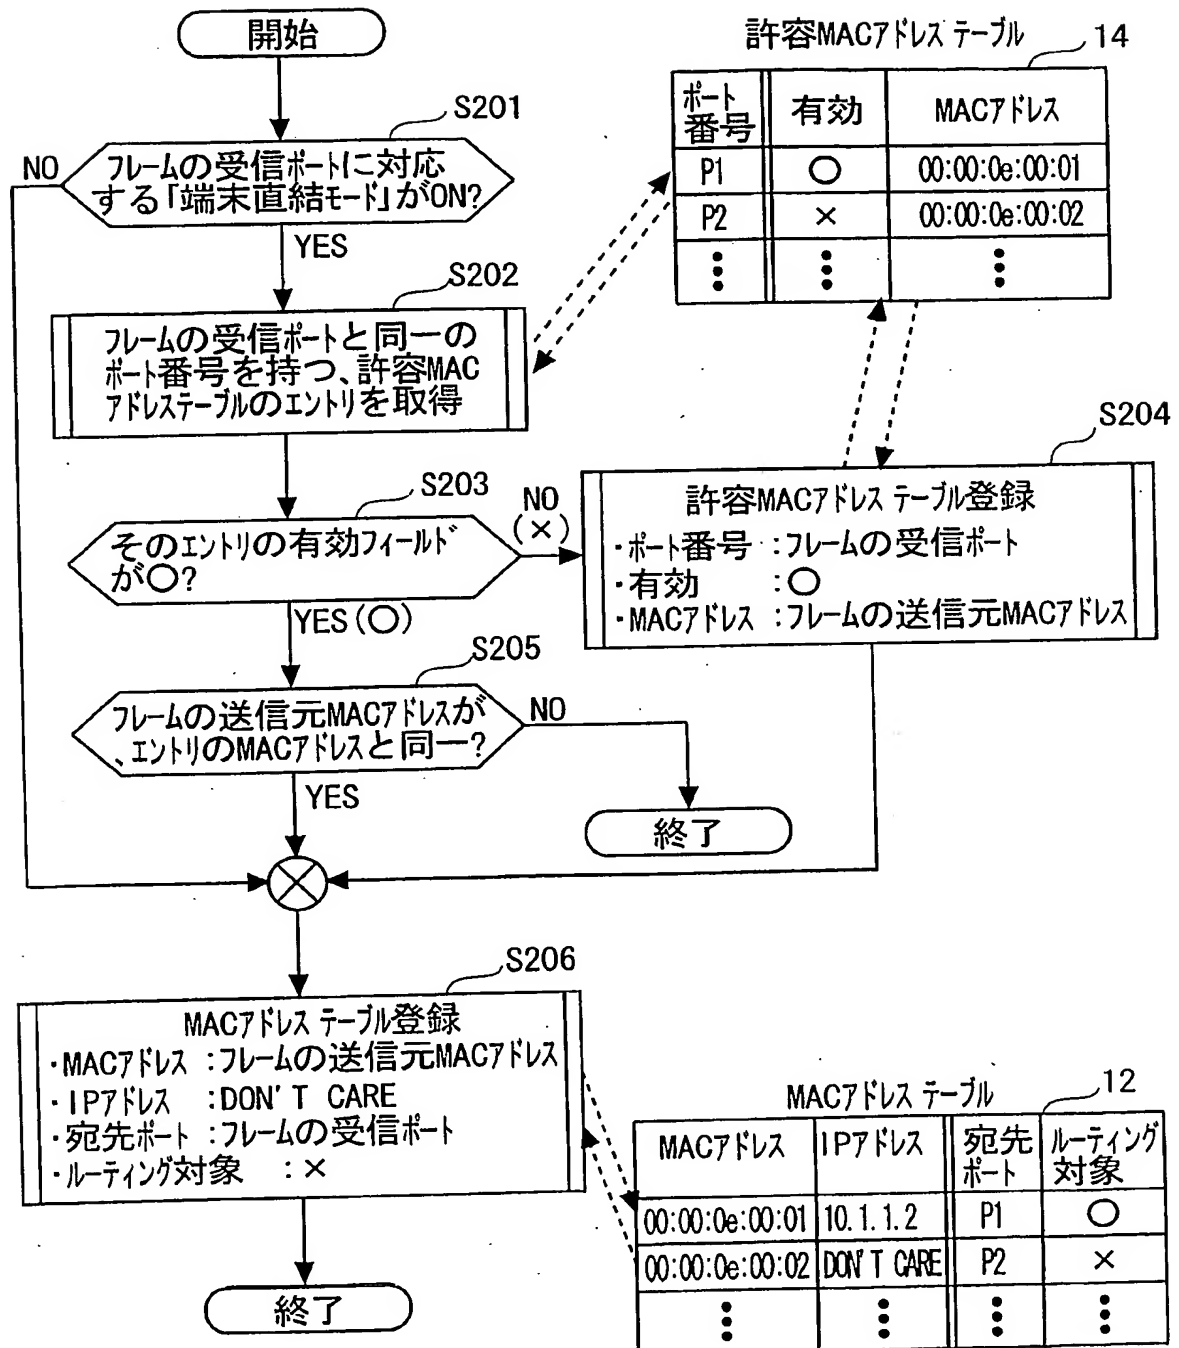 開始
許容MACアドレス テーブル
14
ポート番号
有効
MACアドレス
P1
○
00:00:0e:00:01
P2
×
00:00:0e:00:02
S201
NO
フレームの受信ポートに対応
する「端末直結モード」がON?
YES
S202
フレームの受信ポートと同一の
ポート番号を持つ、許容MAC
アドレステーブルのエントリを取得
S203
そのエントリの有効フィールド
が○?
NO
(×)
YES(○)
S204
許容MACアドレス テーブル登録
・ポート番号 :フレームの受信ポート
・有効 :○
・MACアドレス :フレームの送信元MACアドレス
S205
フレームの送信元MACアドレスが
、エントリのMACアドレスと同一?
NO
YES
終了
S206
MACアドレス テーブル登録
・MACアドレス :フレームの送信元MACアドレス
・IPアドレス :DON'T CARE
・宛先ポート :フレームの受信ポート
・ルーティング対象 :×
終了
MACアドレス テーブル
12
MACアドレス
IPアドレス
宛先ポート
ルーティング対象
00:00:0e:00:01
10.1.1.2
P1
○
00:00:0e:00:02
DON'T CARE
P2
×